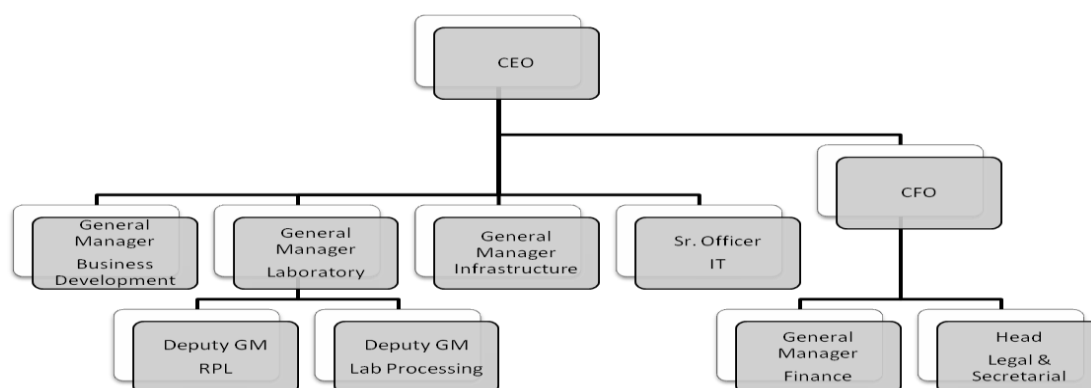 CEO
CFO
General
Manager
Business
Development
General
Manager
Laboratory
General
Manager
Infrastructure
Sr. Officer
IT
Deputy GM
RPL
Deputy GM
Lab Processing
General
Manager
Finance
Head
Legal &
Secretarial